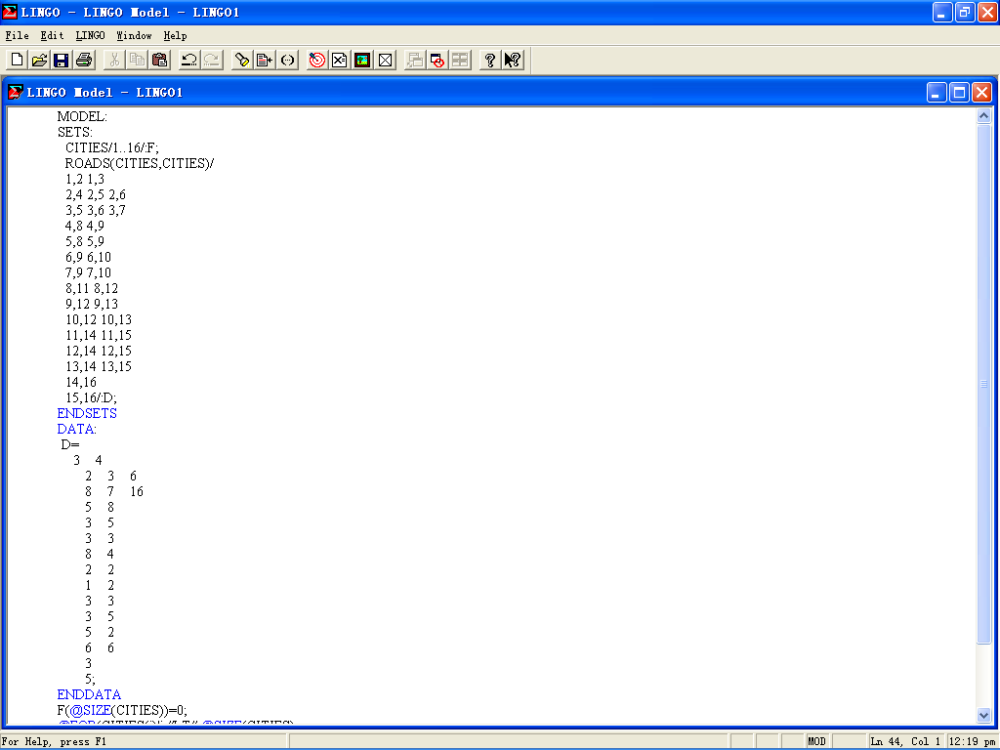 LINGO - LINGO Model - LINGO1
File Edit LINGO Window Help
LINGO Model - LINGO1
MODEL:
SETS:
CITIES/1..16/:F;
ROADS(CITIES,CITIES)/
1,2 1,3
2,4 2,5 2,6
3,5 3,6 3,7
4,8 4,9
5,8 5,9
6,9 6,10
7,9 7,10
8,11 8,12
9,12 9,13
10,12 10,13
11,14 11,15
12,14 12,15
13,14 13,15
14,16
15,16/:D;
ENDSETS
DATA:
D=
3 4
2 3 6
8 7 16
5 8
3 5
3 3
8 4
2 2
1 2
3 3
3 5
5 2
6 6
3
5;
ENDDATA
F(@SIZE(CITIES))=0;
For Help, press F1
MOD
Ln 44, Col 1
12:19 pm